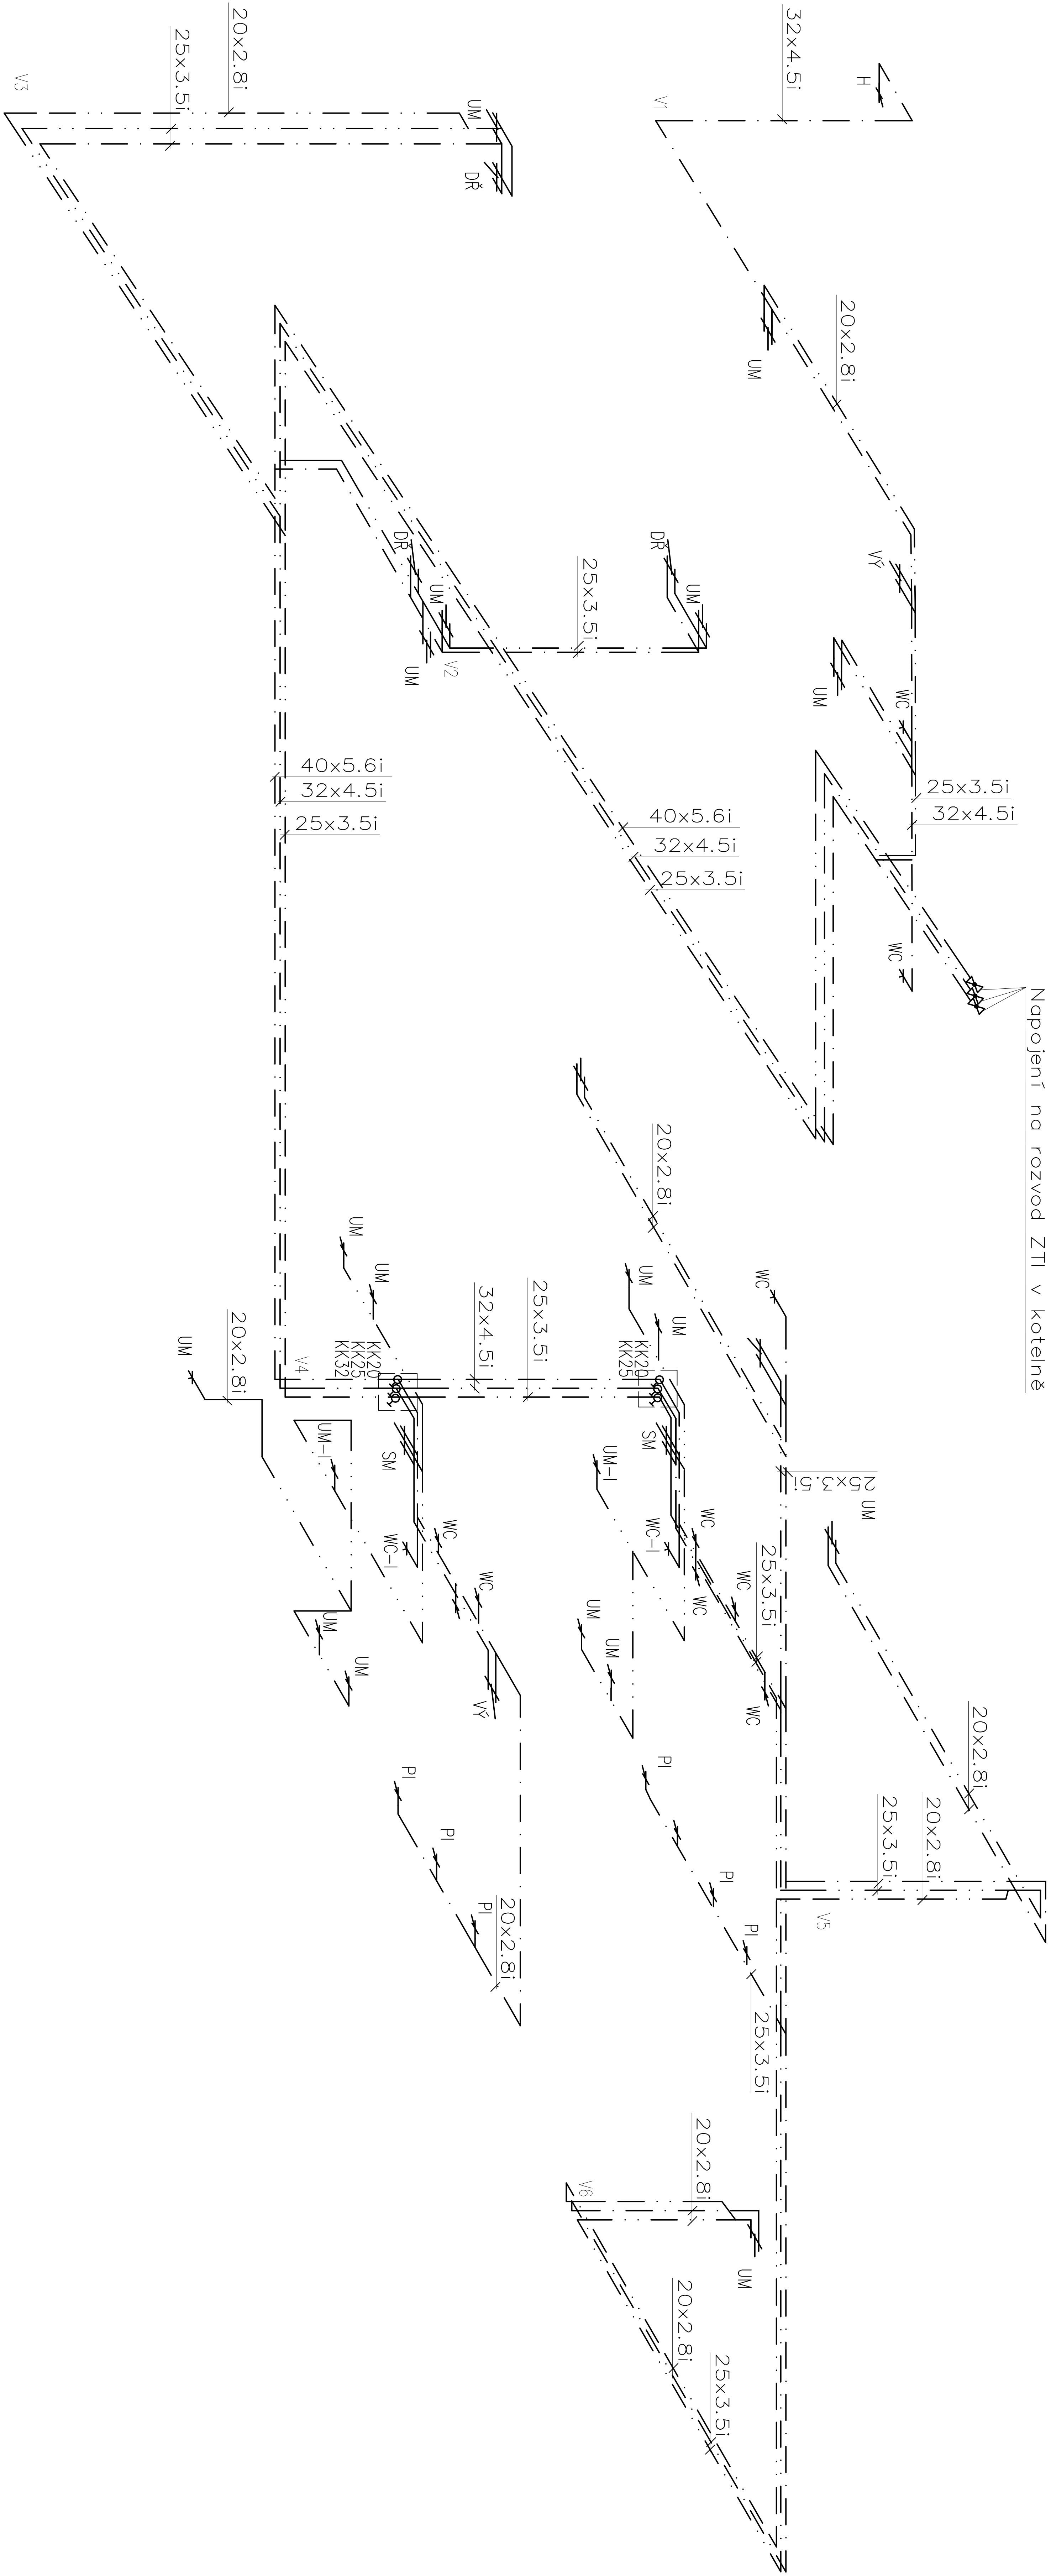 Napojení na rozvod ZTI v kotelně
H
32x4.5i
V1
20x2.8i
UM
VÝ
UM
WC
25x3.5i
32x4.5i
WC
20x2.8i
25x3.5i
V3
UM
DŘ
DŘ
UM
UM
V2
25x3.5i
DŘ
UM
40x5.6i
32x4.5i
25x3.5i
40x5.6i
32x4.5i
25x3.5i
20x2.8i
WC
UM
UM
UM
UM
32x4.5i
25x3.5i
KK20
KK25
KK20
KK25
KK32
V4
20x2.8i
UM
UM-I
SM
WC-I
WC
WC
VÝ
UM
UM
SM
UM-I
WC-I
WC
WC
WC
WC
25x3.5i
25x3.5i
UM
UM
UM
20x2.8i
20x2.8i
25x3.5i
V5
PI
PI
PI
25x3.5i
PI
PI
PI
20x2.8i
20x2.8i
V6
UM
20x2.8i
25x3.5i